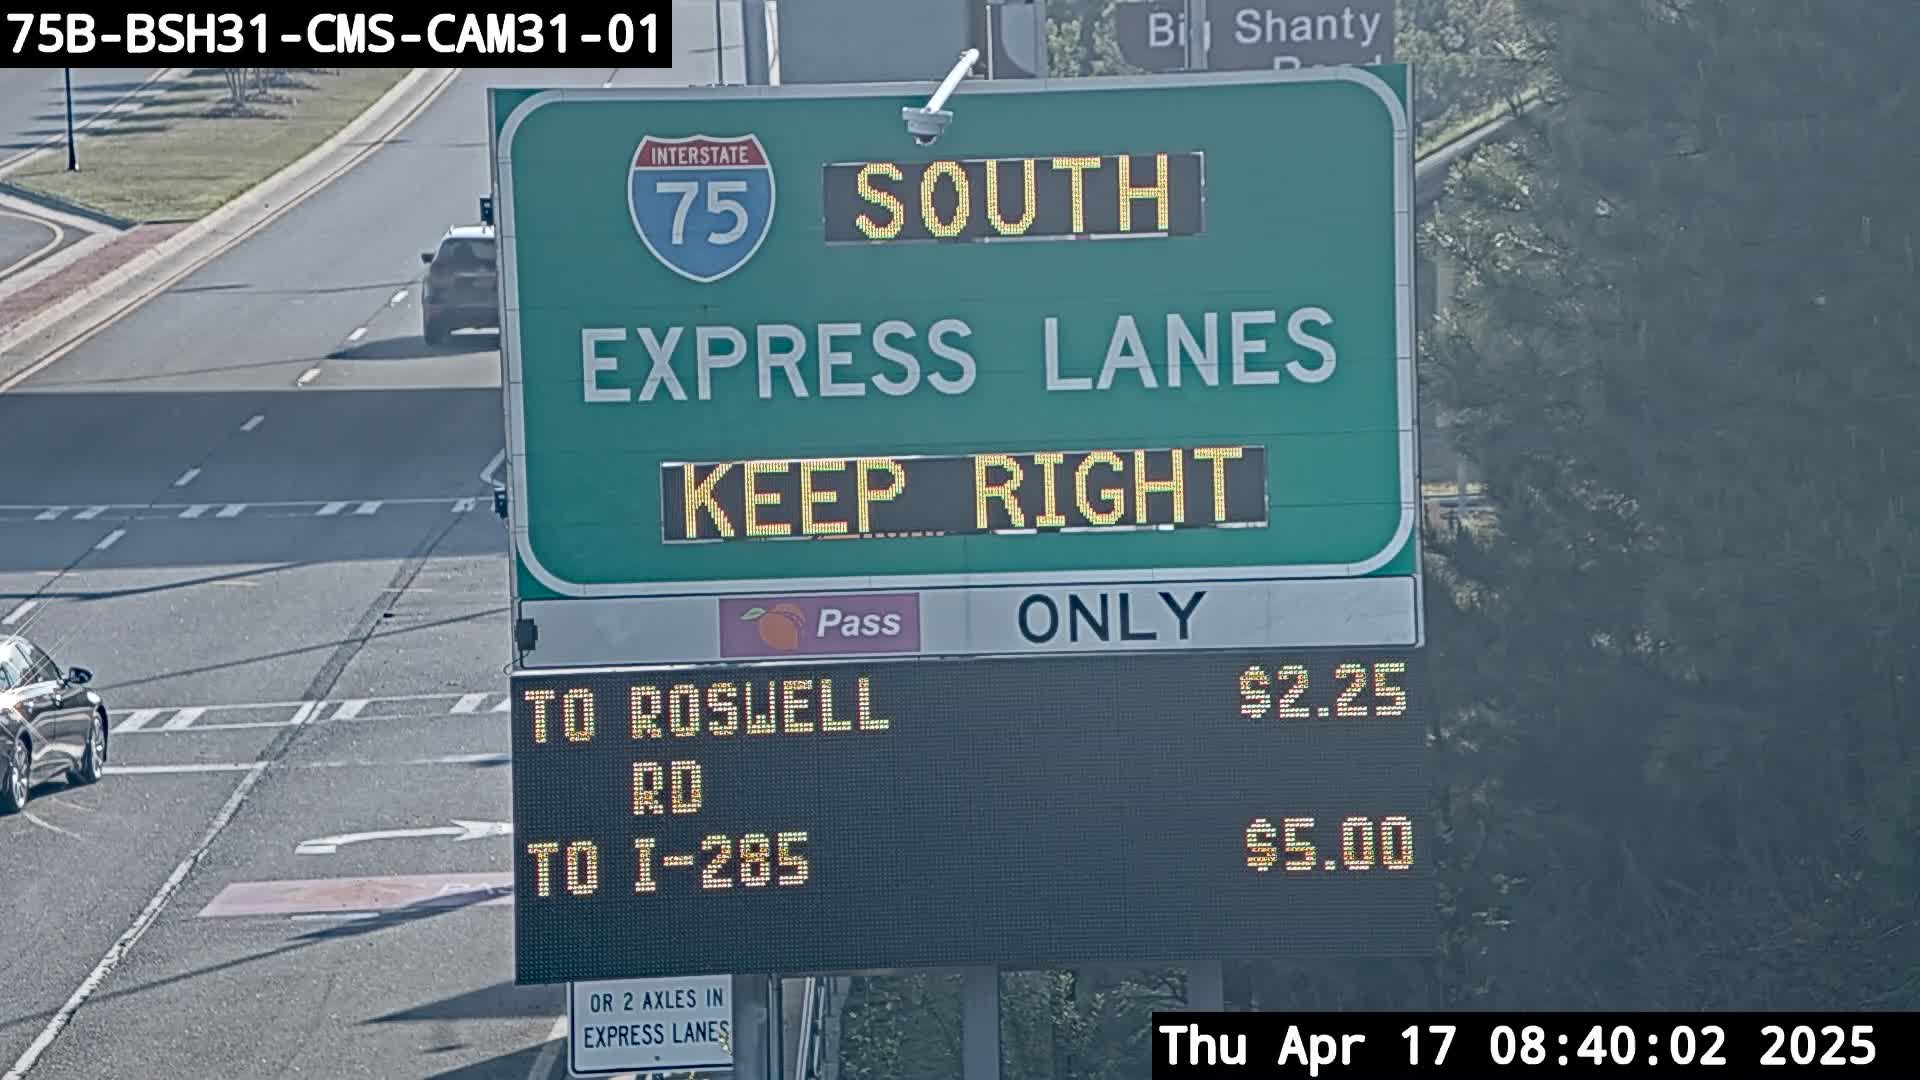 75B-BSH31-CMS-CAM31-01
Big Shanty
Road
INTERSTATE
75
SOUTH
EXPRESS LANES
KEEP RIGHT
Pass ONLY
TO ROSWELL $2.25
RD
TO I-285 $5.00
OR 2 AXLES IN
EXPRESS LANES
Thu Apr 17 08:40:02 2025